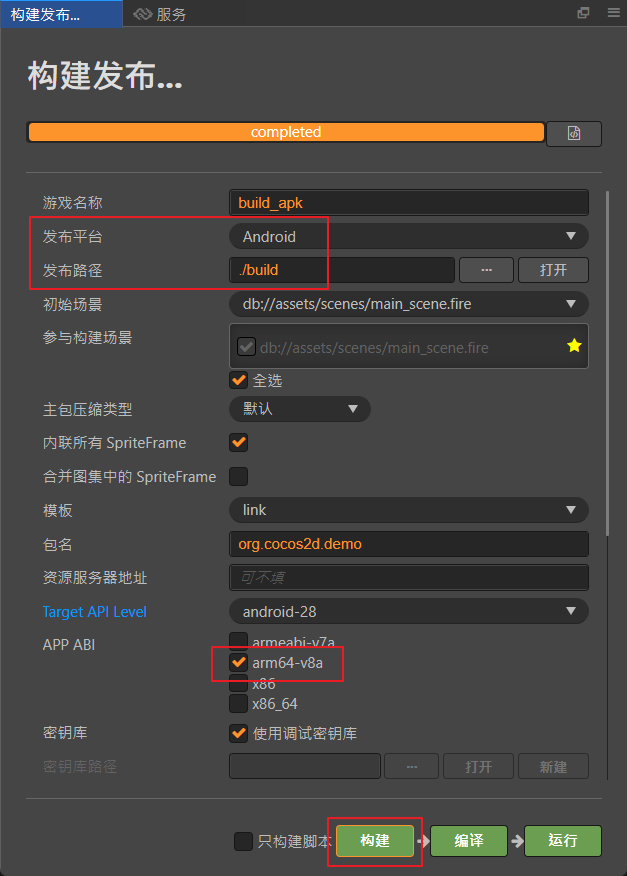 构建发布... 服务
构建发布...
completed
游戏名称 build_apk
发布平台 Android
发布路径 ./build ... 打开
初始场景 db://assets/scenes/main_scene.fire
参与构建场景 db://assets/scenes/main_scene.fire
全选
主包压缩类型 默认
内联所有 SpriteFrame
合并图集中的 SpriteFrame
模板 link
包名 org.cocos2d.demo
资源服务器地址 可不填
Target API Level android-28
APP ABI armeabi-v7a
arm64-v8a
x86
x86_64
密钥库 使用调试密钥库
密钥库路径 ... 打开 新建
只构建脚本 构建 编译 运行